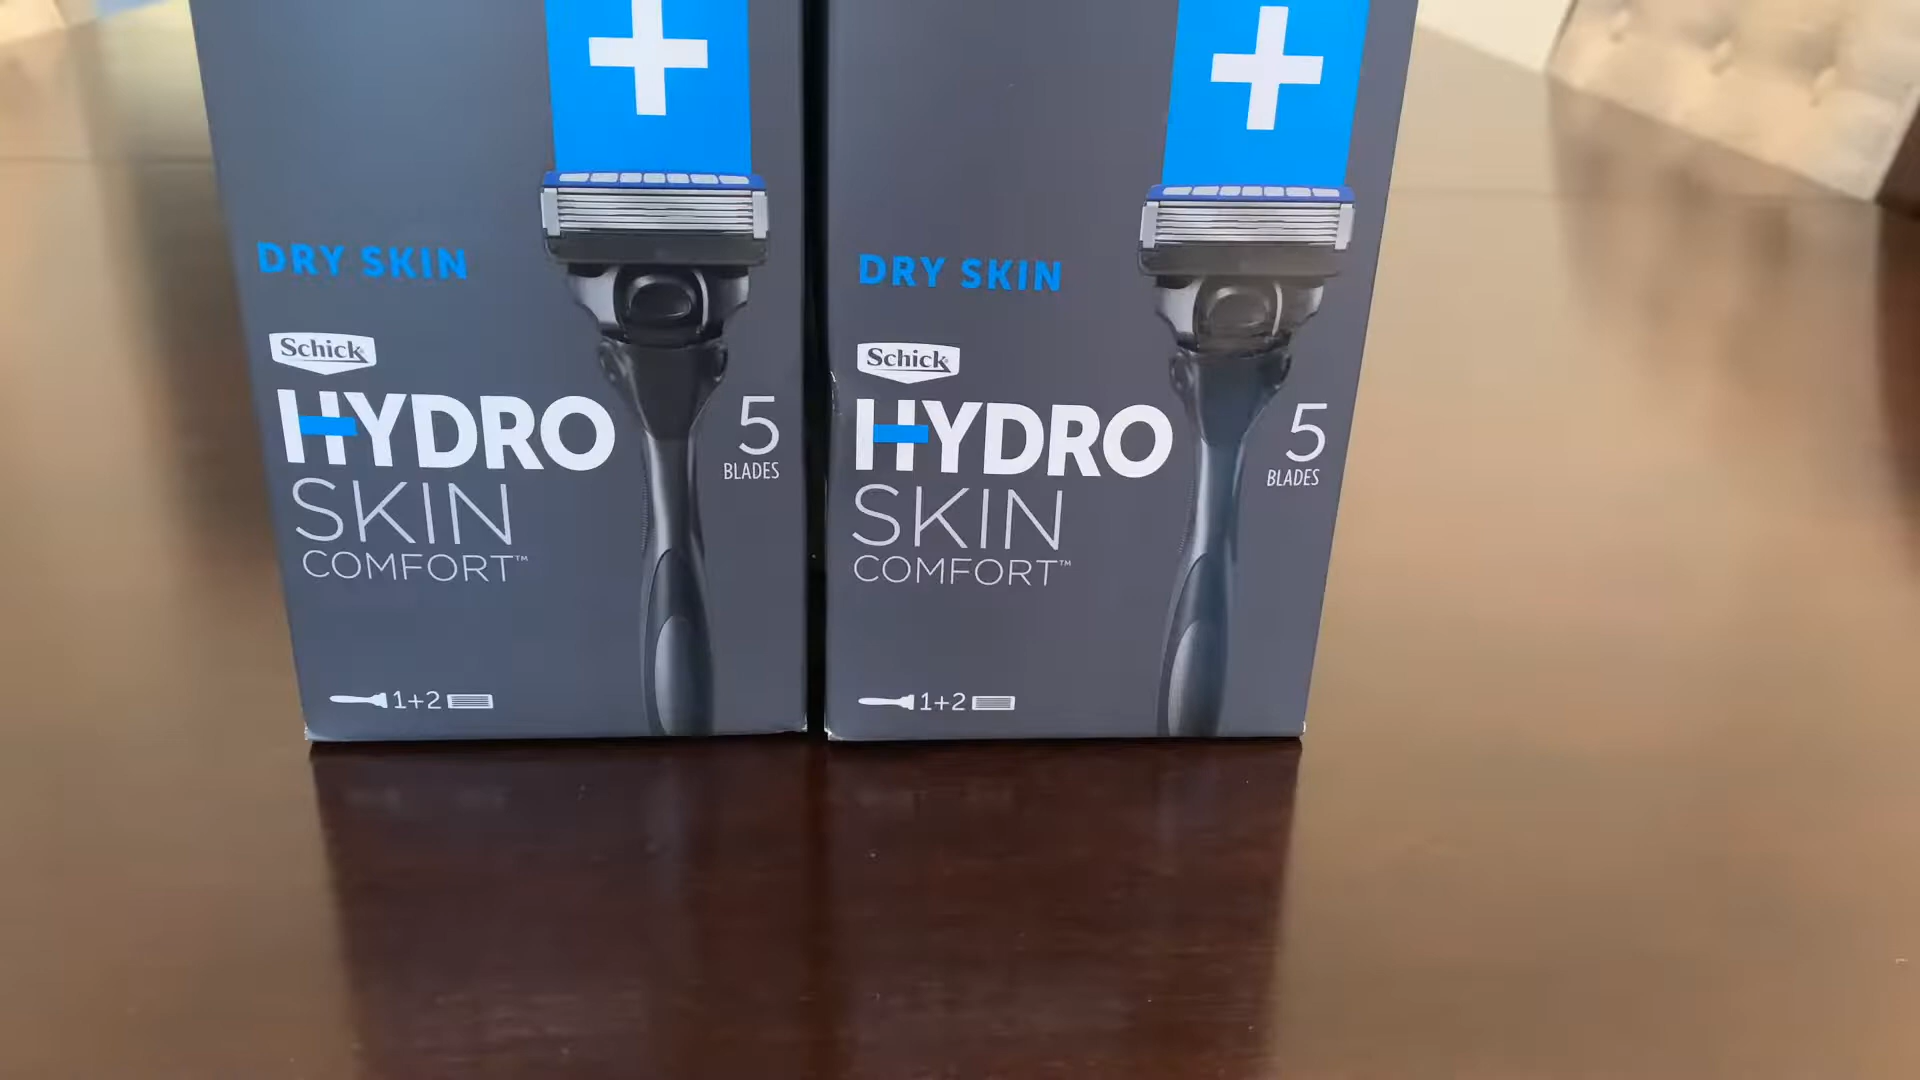 DRY SKIN
Schick
HYDRO
SKIN
COMFORT™
5
BLADES
1+2
DRY SKIN
Schick
HYDRO
SKIN
COMFORT™
5
BLADES
1+2